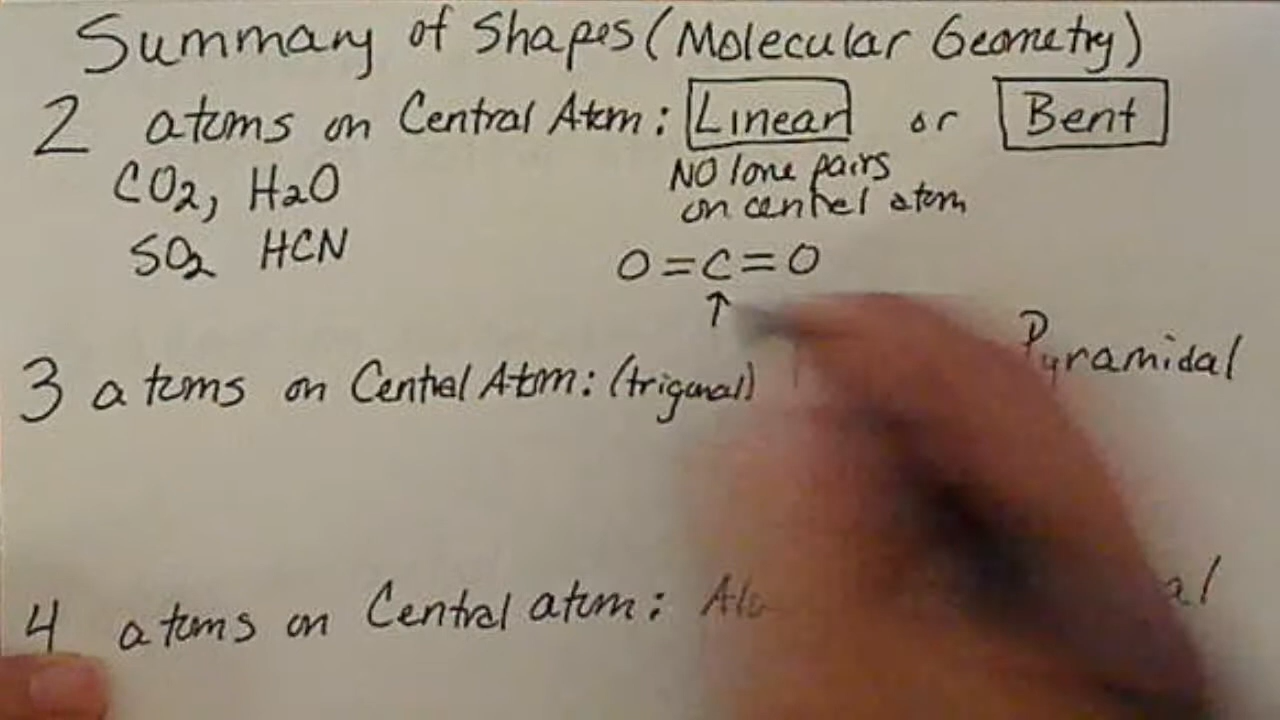 Summary of Shapes (Molecular Geometry)
2 atoms on Central Atom: Linear or Bent
NO lone pairs
on central atom
CO2, H2O
SO2 HCN
O=C=O
↑
3 atoms on Central Atom: (trigonal) Pyramidal
4 atoms on Central atom: